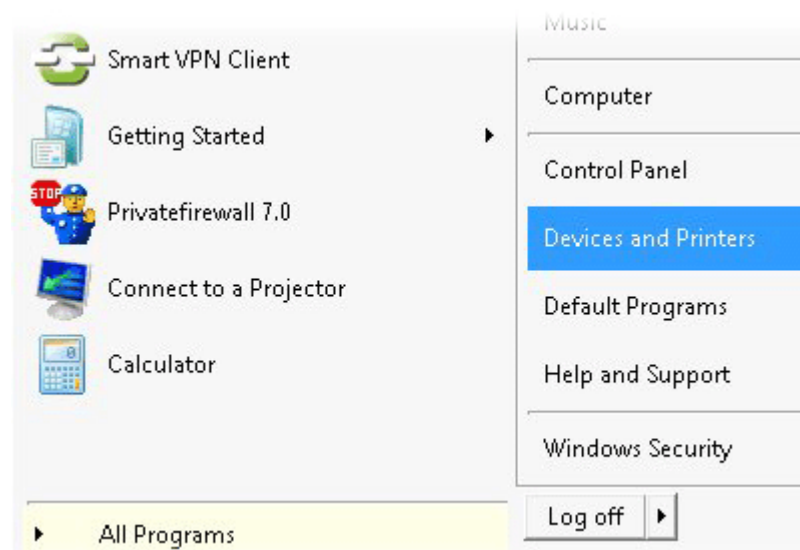 Smart VPN Client
Getting Started
STOP
Privatefirewall 7.0
Connect to a Projector
Calculator
All Programs
Music
Computer
Control Panel
Devices and Printers
Default Programs
Help and Support
Windows Security
Log off